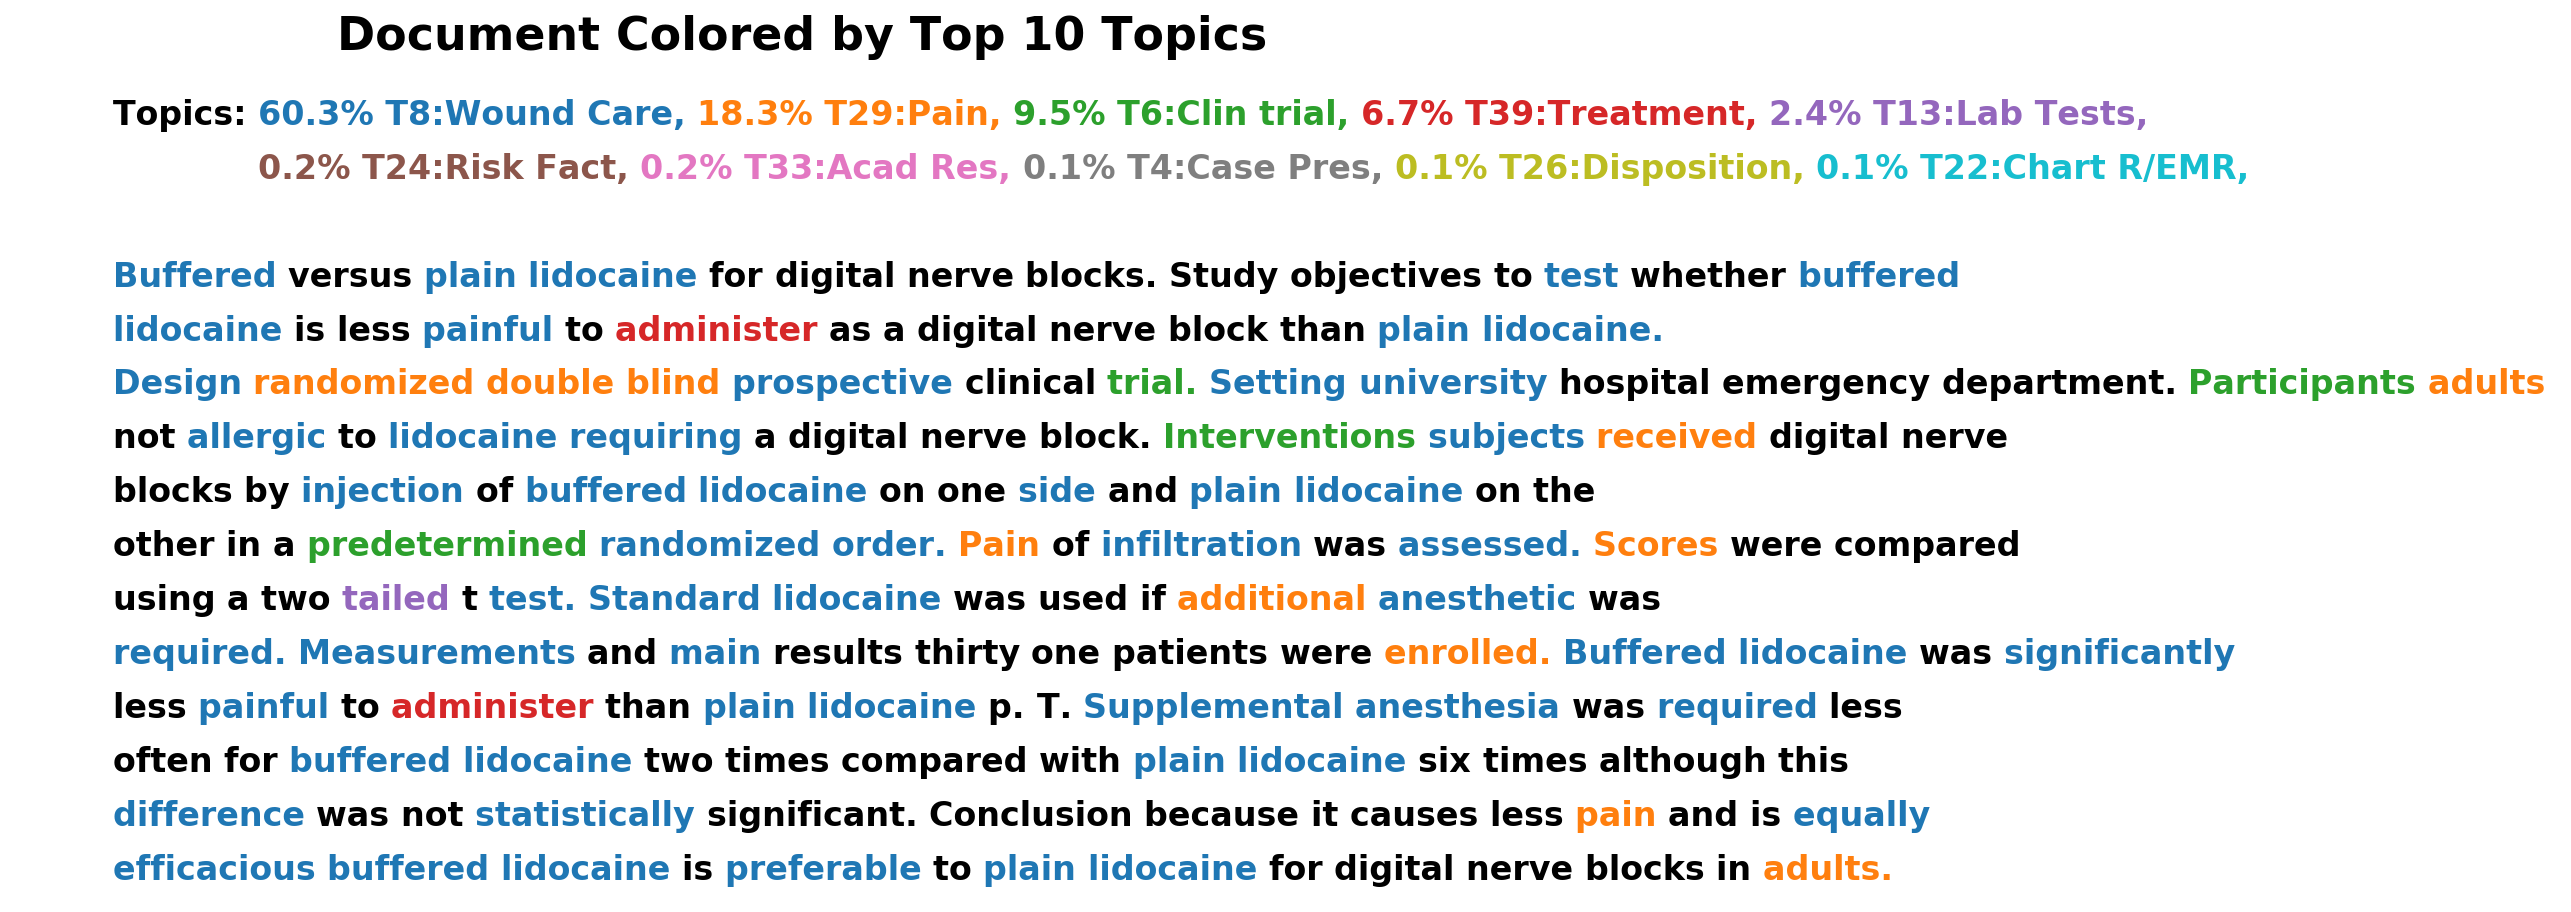 Document Colored by Top 10 Topics
Topics: 60.3% T8:Wound Care, 18.3% T29:Pain, 9.5% T6:Clin trial, 6.7% T39:Treatment, 2.4% T13:Lab Tests,
0.2% T24:Risk Fact, 0.2% T33:Acad Res, 0.1% T4:Case Pres, 0.1% T26:Disposition, 0.1% T22:Chart R/EMR,
Buffered versus plain lidocaine for digital nerve blocks. Study objectives to test whether buffered
lidocaine is less painful to administer as a digital nerve block than plain lidocaine.
Design randomized double blind prospective clinical trial. Setting university hospital emergency department. Participants adults
not allergic to lidocaine requiring a digital nerve block. Interventions subjects received digital nerve
blocks by injection of buffered lidocaine on one side and plain lidocaine on the
other in a predetermined randomized order. Pain of infiltration was assessed. Scores were compared
using a two tailed t test. Standard lidocaine was used if additional anesthetic was
required. Measurements and main results thirty one patients were enrolled. Buffered lidocaine was significantly
less painful to administer than plain lidocaine p. T. Supplemental anesthesia was required less
often for buffered lidocaine two times compared with plain lidocaine six times although this
difference was not statistically significant. Conclusion because it causes less pain and is equally
efficacious buffered lidocaine is preferable to plain lidocaine for digital nerve blocks in adults.